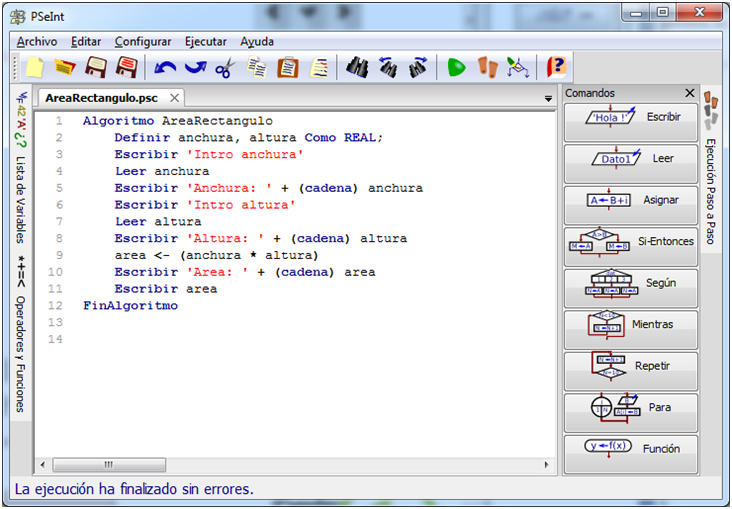 PSeInt
Archivo Editar Configurar Ejecutar Ayuda
AreaRectangulo.psc
1 Algoritmo AreaRectangulo
2 Definir anchura, altura Como REAL;
3 Escribir 'Intro anchura'
4 Leer anchura
5 Escribir 'Anchura: ' + (cadena) anchura
6 Escribir 'Intro altura'
7 Leer altura
8 Escribir 'Altura: ' + (cadena) altura
9 area <- (anchura * altura)
10 Escribir 'Area: ' + (cadena) area
11 Escribir area
12 FinAlgoritmo
13
14
42 'A' ¿?
Lista de Variables
*+=<
Operadores y Funciones
Comandos
'Hola !' Escribir
Dato1 Leer
A←B+i Asignar
A>B M←A M←B Si-Entonces
Según
Mientras
Repetir
Para
y←f(x) Función
Ejecución Paso a Paso
La ejecución ha finalizado sin errores.